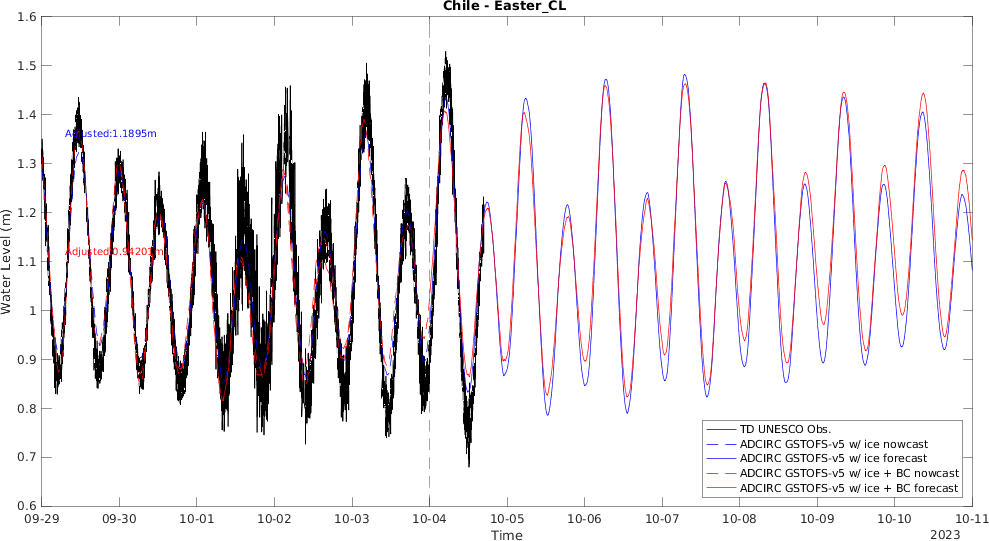 Chile - Easter_CL
1.6
1.5
1.4
1.3
1.2
1.1
1
0.9
0.8
0.7
0.6
Water Level (m)
Adjusted:1.1895m
Adjusted:0.94201m
TD UNESCO Obs.
ADCIRC GSTOFS-v5 w/ ice nowcast
ADCIRC GSTOFS-v5 w/ ice forecast
ADCIRC GSTOFS-v5 w/ ice + BC nowcast
ADCIRC GSTOFS-v5 w/ ice + BC forecast
09-29 09-30 10-01 10-02 10-03 10-04 10-05 10-06 10-07 10-08 10-09 10-10 10-11
Time
2023